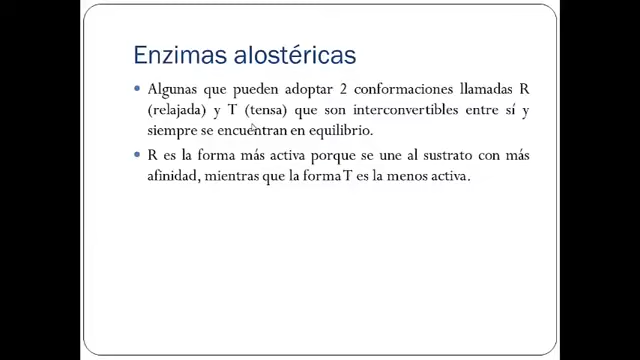 Enzimas alostéricas
• Algunas que pueden adoptar 2 conformaciones llamadas R
(relajada) y T (tensa) que son interconvertibles entre sí y
siempre se encuentran en equilibrio.
• R es la forma más activa porque se une al sustrato con más
afinidad, mientras que la forma T es la menos activa.